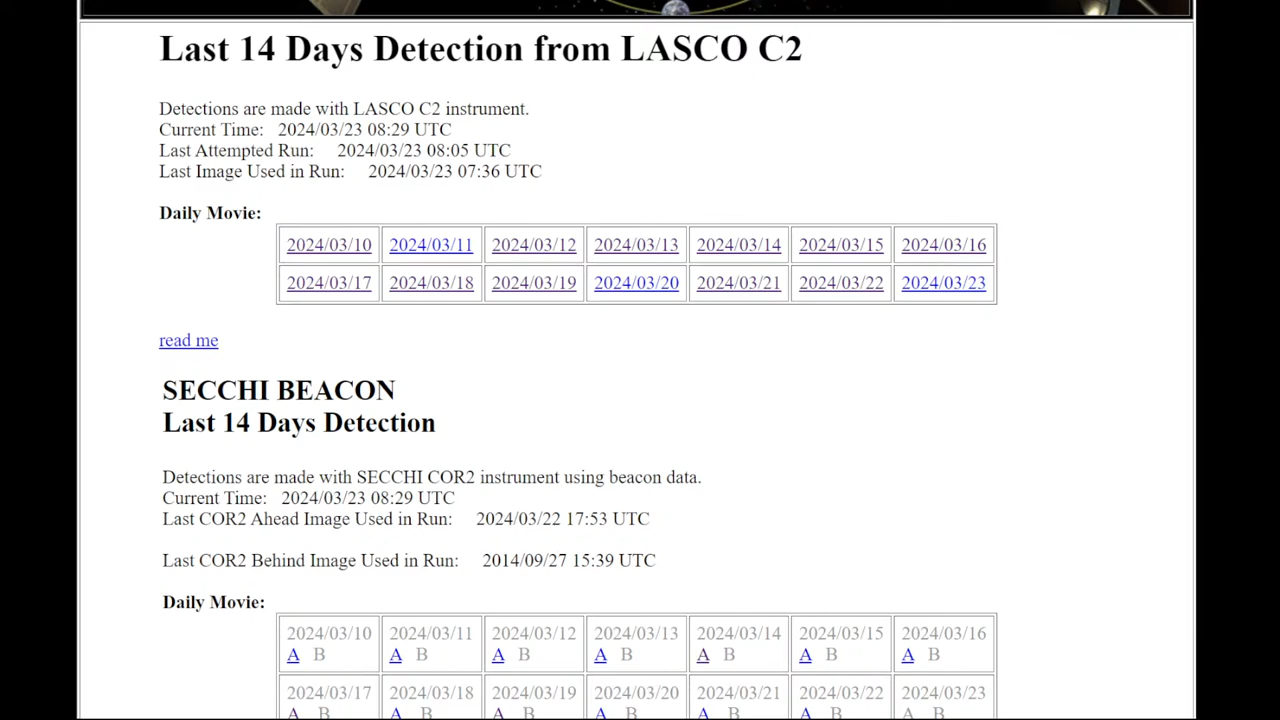 Last 14 Days Detection from LASCO C2
Detections are made with LASCO C2 instrument.
Current Time: 2024/03/23 08:29 UTC
Last Attempted Run: 2024/03/23 08:05 UTC
Last Image Used in Run: 2024/03/23 07:36 UTC
Daily Movie:
2024/03/10 2024/03/11 2024/03/12 2024/03/13 2024/03/14 2024/03/15 2024/03/16
2024/03/17 2024/03/18 2024/03/19 2024/03/20 2024/03/21 2024/03/22 2024/03/23
read me
SECCHI BEACON
Last 14 Days Detection
Detections are made with SECCHI COR2 instrument using beacon data.
Current Time: 2024/03/23 08:29 UTC
Last COR2 Ahead Image Used in Run: 2024/03/22 17:53 UTC
Last COR2 Behind Image Used in Run: 2014/09/27 15:39 UTC
Daily Movie:
2024/03/10 2024/03/11 2024/03/12 2024/03/13 2024/03/14 2024/03/15 2024/03/16
A B A B A B A B A B A B A B
2024/03/17 2024/03/18 2024/03/19 2024/03/20 2024/03/21 2024/03/22 2024/03/23
A B A B A B A B A B A B A B